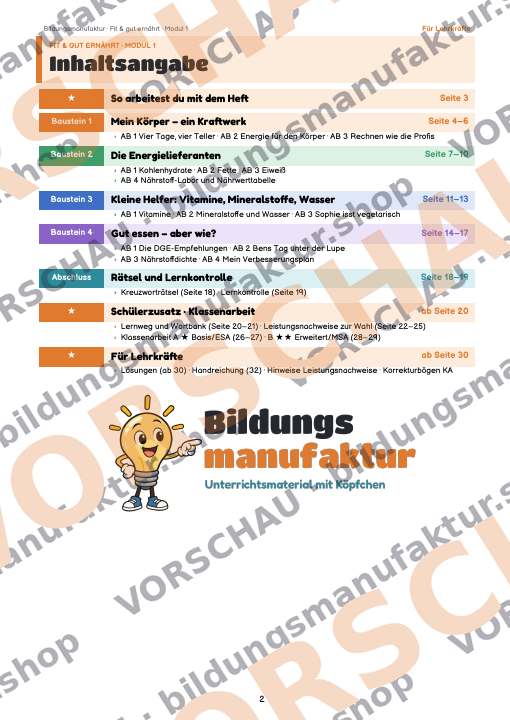 Bildungsmanufaktur · Fit & gut ernährt · Modul 1
Für Lehrkräfte
FIT & GUT ERNÄHRT · MODUL 1
Inhaltsangabe
★ So arbeitest du mit dem Heft Seite 3
Baustein 1 Mein Körper – ein Kraftwerk Seite 4–6
◦ AB 1 Vier Tage, vier Teller · AB 2 Energie für den Körper · AB 3 Rechnen wie die Profis
Baustein 2 Die Energielieferanten Seite 7–10
◦ AB 1 Kohlenhydrate · AB 2 Fette · AB 3 Eiweiß
◦ AB 4 Nährstoff-Labor und Nährwerttabelle
Baustein 3 Kleine Helfer: Vitamine, Mineralstoffe, Wasser Seite 11–13
◦ AB 1 Vitamine · AB 2 Mineralstoffe und Wasser · AB 3 Sophie isst vegetarisch
Baustein 4 Gut essen – aber wie? Seite 14–17
◦ AB 1 Die DGE-Empfehlungen · AB 2 Bens Tag unter der Lupe
◦ AB 3 Nährstoffdichte · AB 4 Mein Verbesserungsplan
Abschluss Rätsel und Lernkontrolle Seite 18–19
◦ Kreuzworträtsel (Seite 18) · Lernkontrolle (Seite 19)
★ Schülerzusatz · Klassenarbeit ab Seite 20
◦ Lernweg und Wortbank (Seite 20–21) · Leistungsnachweise zur Wahl (Seite 22–25)
◦ Klassenarbeit A ★ Basis/ESA (26–27) · B ★★ Erweitert/MSA (28–29)
★ Für Lehrkräfte ab Seite 30
◦ Lösungen (ab 30) · Handreichung (32) · Hinweise Leistungsnachweise · Korrekturbögen KA
Bildungs
manufaktur
Unterrichtsmaterial mit Köpfchen
VORSCHAU · bildungsmanufaktur.shop
VORSCHAU
2